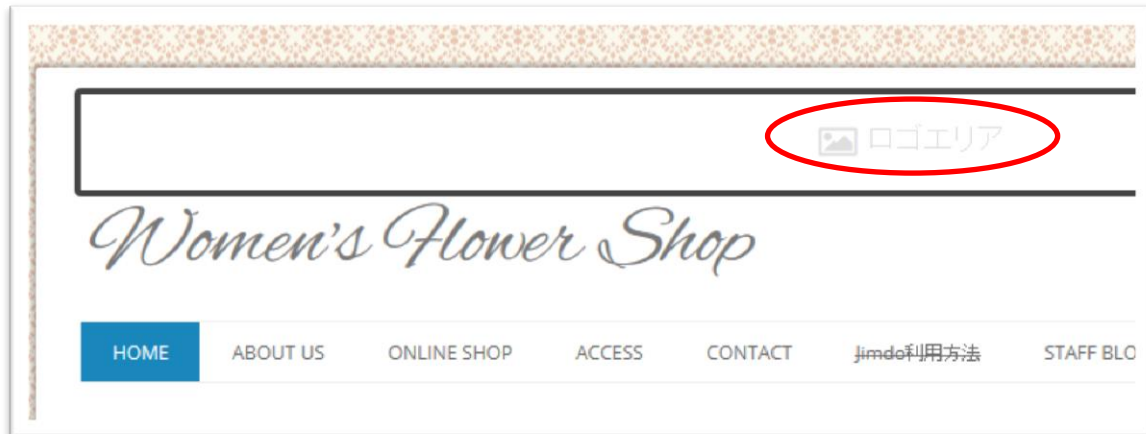 ロゴエリア
Women's Flower Shop
HOME ABOUT US ONLINE SHOP ACCESS CONTACT Jimdo利用方法 STAFF BLO